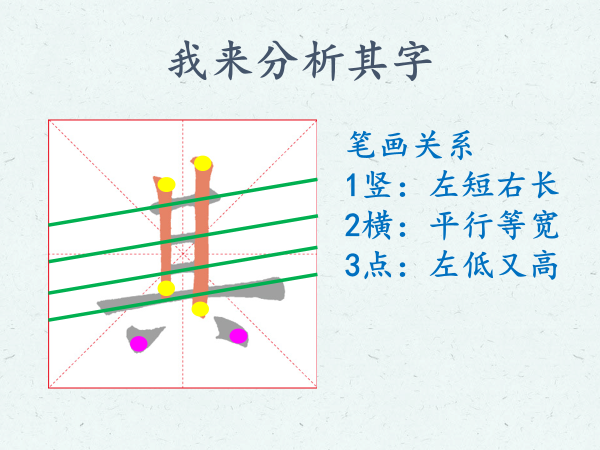 我来分析其字
其
笔画关系
1竖：左短右长
2横：平行等宽
3点：左低又高